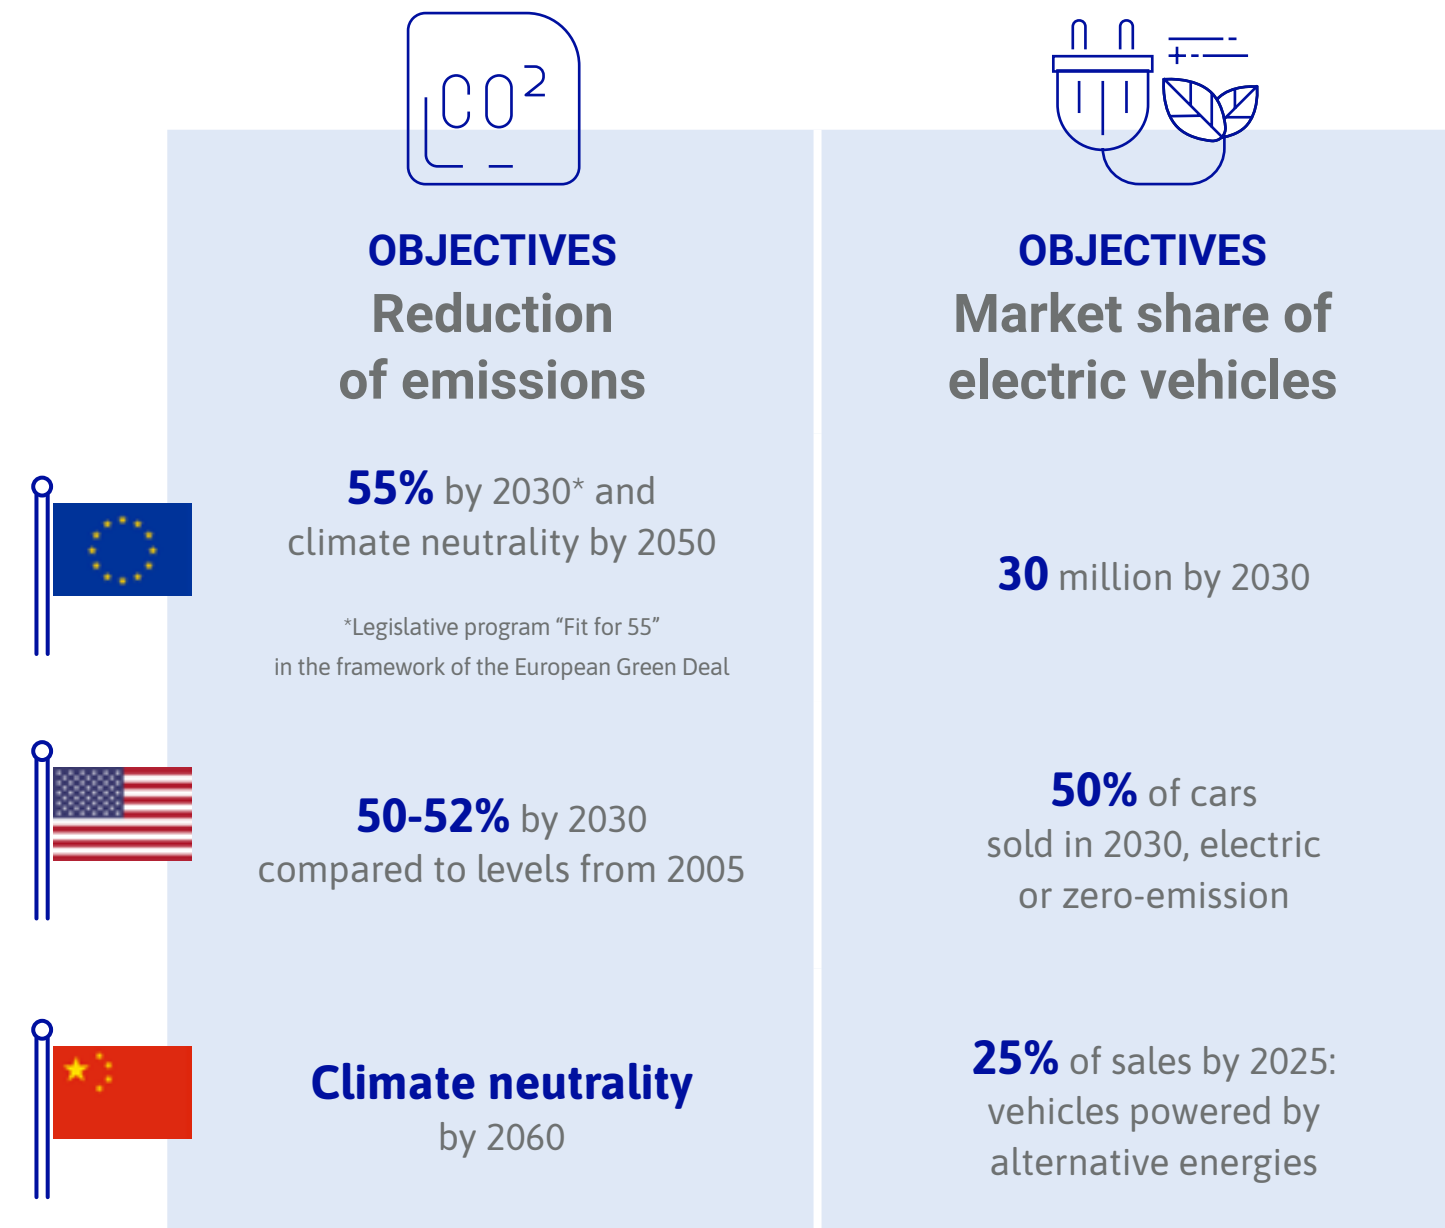 CO²
OBJECTIVES
Reduction
of emissions
OBJECTIVES
Market share of
electric vehicles
55% by 2030* and
climate neutrality by 2050
*Legislative program “Fit for 55”
in the framework of the European Green Deal
30 million by 2030
50-52% by 2030
compared to levels from 2005
50% of cars
sold in 2030, electric
or zero-emission
Climate neutrality
by 2060
25% of sales by 2025:
vehicles powered by
alternative energies